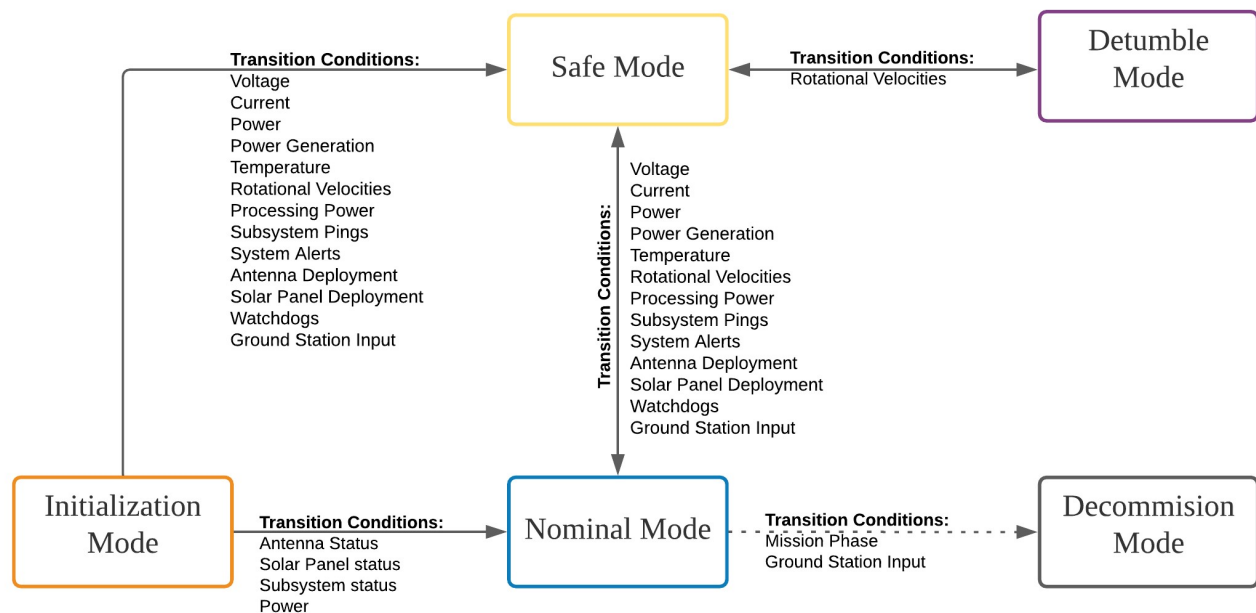 Transition Conditions:
Voltage
Current
Power
Power Generation
Temperature
Rotational Velocities
Processing Power
Subsystem Pings
System Alerts
Antenna Deployment
Solar Panel Deployment
Watchdogs
Ground Station Input
Safe Mode
Transition Conditions:
Rotational Velocities
Detumble
Mode
Transition Conditions:
Voltage
Current
Power
Power Generation
Temperature
Rotational Velocities
Processing Power
Subsystem Pings
System Alerts
Antenna Deployment
Solar Panel Deployment
Watchdogs
Ground Station Input
Initialization
Mode
Transition Conditions:
Antenna Status
Solar Panel status
Subsystem status
Power
Nominal Mode
Transition Conditions:
Mission Phase
Ground Station Input
Decommision
Mode